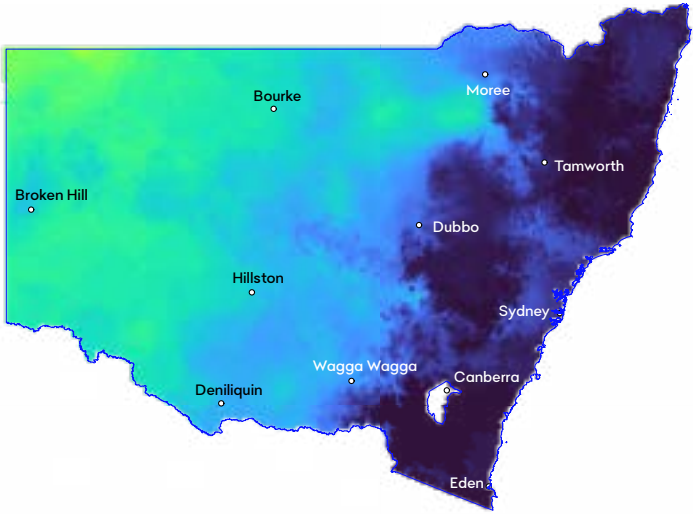 Moree
Bourke
Tamworth
Broken Hill
Dubbo
Hillston
Sydney
Wagga Wagga
Canberra
Deniliquin
Eden